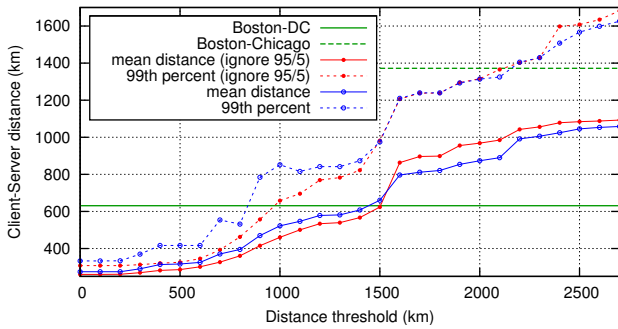 Boston-DC
Boston-Chicago
mean distance (ignore 95/5)
99th percent (ignore 95/5)
mean distance
99th percent
Client-Server distance (km)
1600
1400
1200
1000
800
600
400
0 500 1000 1500 2000 2500
Distance threshold (km)